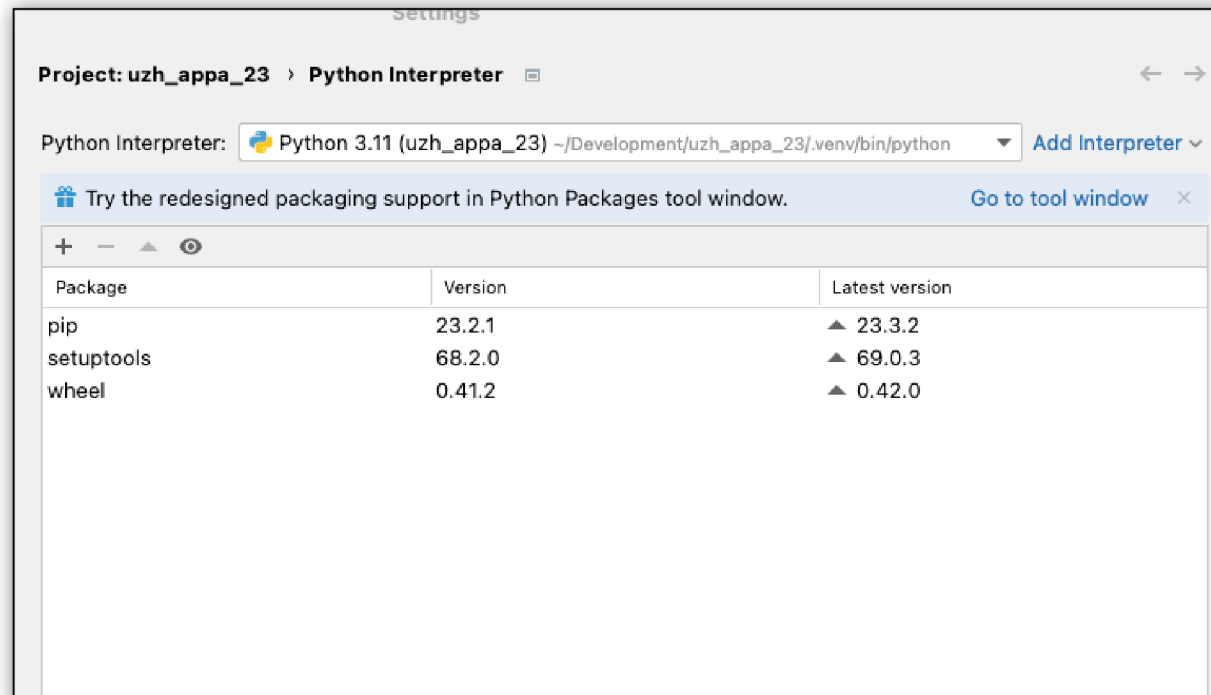 Settings
Project: uzh_appa_23 › Python Interpreter
Python Interpreter: Python 3.11 (uzh_appa_23) ~/Development/uzh_appa_23/.venv/bin/python Add Interpreter
Try the redesigned packaging support in Python Packages tool window. Go to tool window
Package Version Latest version
pip 23.2.1 23.3.2
setuptools 68.2.0 69.0.3
wheel 0.41.2 0.42.0